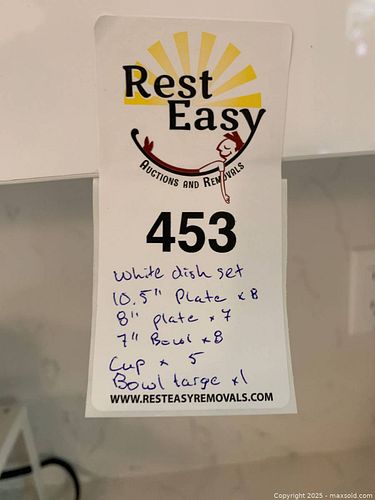 Rest
Easy
AUCTIONS AND REMOVALS
453
white dish set
10.5" Plate x 8
8" plate x 7
7" Bowl x 8
Cup x 5
Bowl large x1
WWW.RESTEASYREMOVALS.COM
Copyright 2025 - maxsold.com